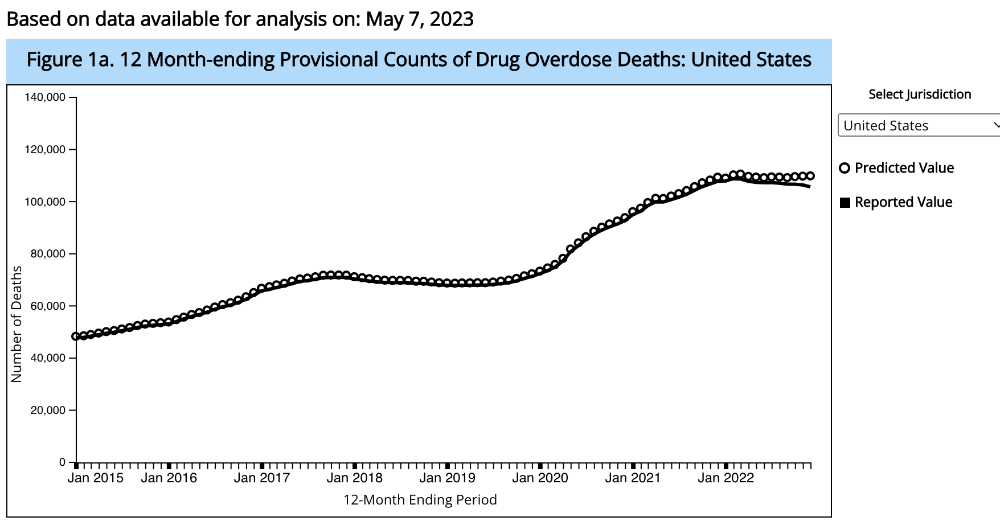 Based on data available for analysis on: May 7, 2023
Figure 1a. 12 Month-ending Provisional Counts of Drug Overdose Deaths: United States
Select Jurisdiction
United States
Predicted Value
Reported Value
Number of Deaths
140,000
120,000
100,000
80,000
60,000
40,000
20,000
0
Jan 2015 Jan 2016 Jan 2017 Jan 2018 Jan 2019 Jan 2020 Jan 2021 Jan 2022
12-Month Ending Period